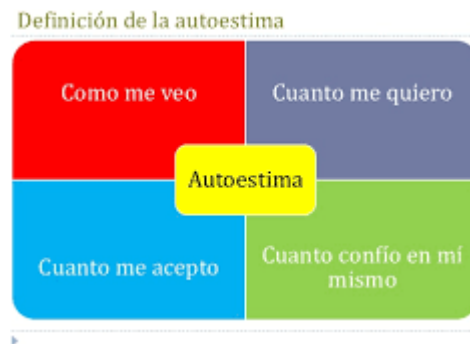 Definición de la autoestima
Como me veo
Cuanto me quiero
Autoestima
Cuanto me acepto
Cuanto confío en mí
mismo